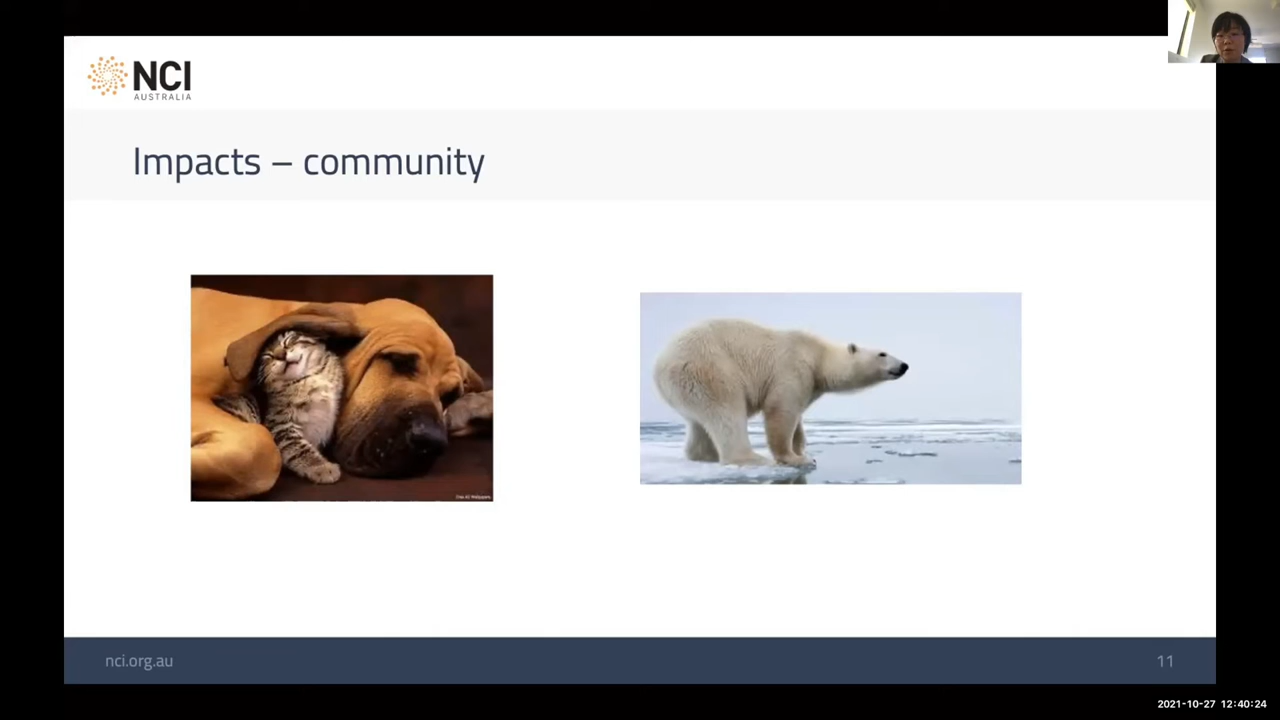 NCI
AUSTRALIA
Impacts – community
nci.org.au
11
2021-10-27 12:40:24